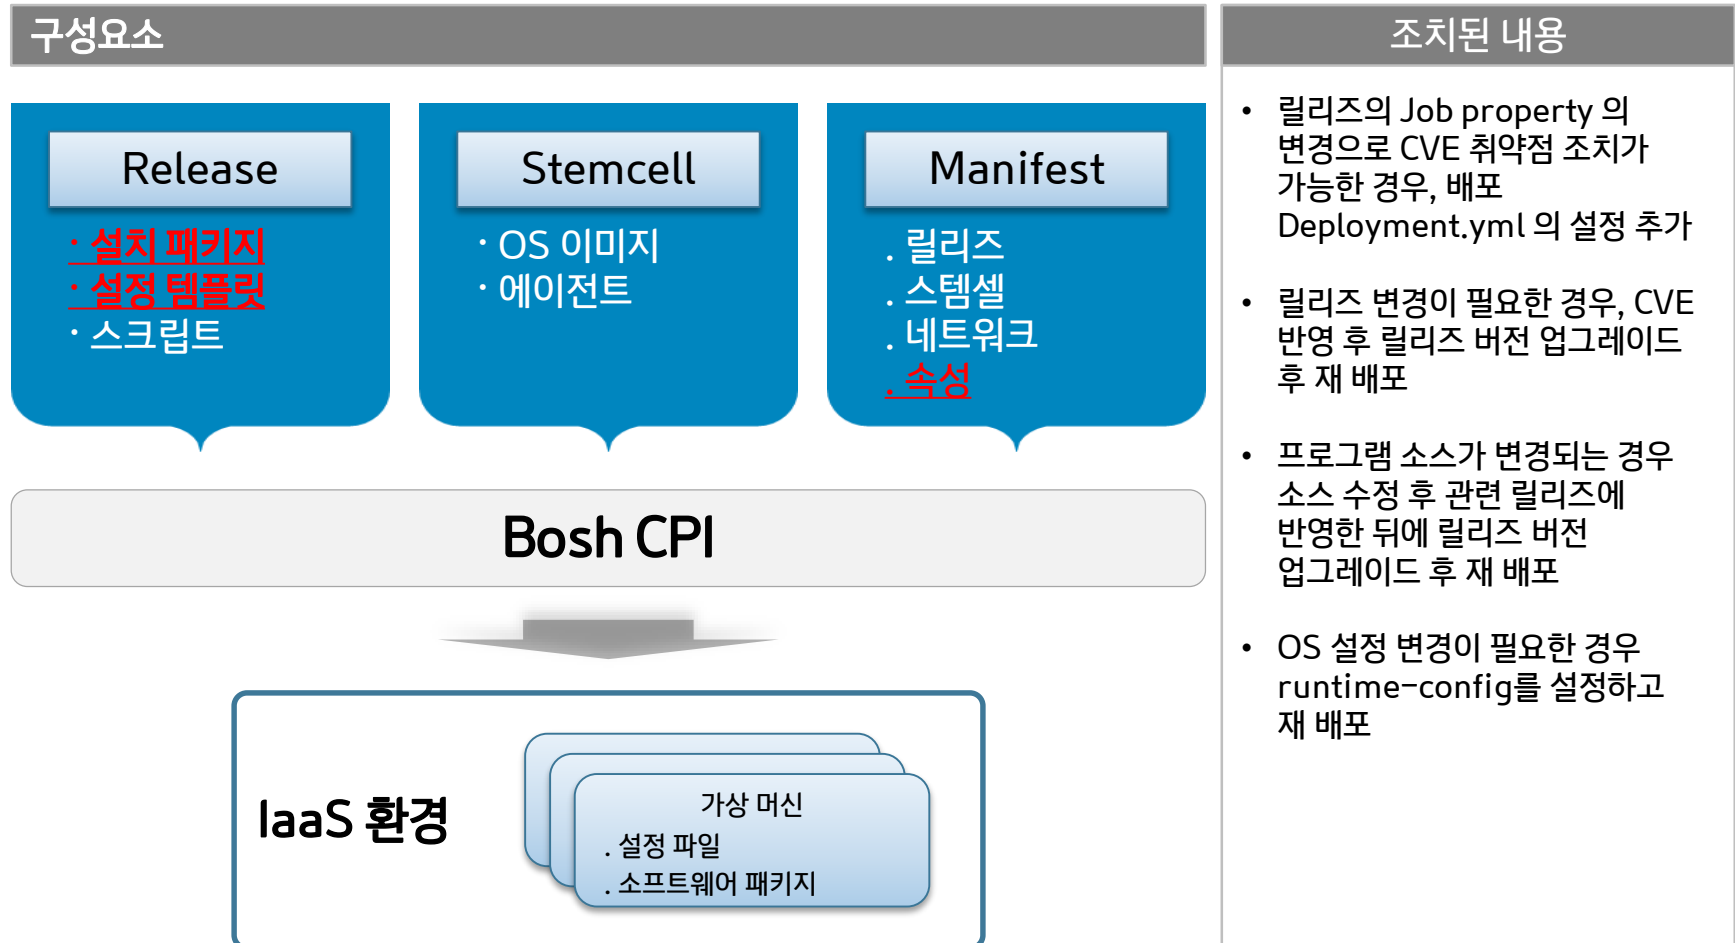 구성요소
Release
· 설치 패키지
· 설정 템플릿
· 스크립트
Stemcell
· OS 이미지
· 에이전트
Manifest
. 릴리즈
. 스템셀
. 네트워크
. 속성
Bosh CPI
IaaS 환경
가상 머신
. 설정 파일
. 소프트웨어 패키지
조치된 내용
• 릴리즈의 Job property 의
변경으로 CVE 취약점 조치가
가능한 경우, 배포
Deployment.yml 의 설정 추가
• 릴리즈 변경이 필요한 경우, CVE
반영 후 릴리즈 버전 업그레이드
후 재 배포
• 프로그램 소스가 변경되는 경우
소스 수정 후 관련 릴리즈에
반영한 뒤에 릴리즈 버전
업그레이드 후 재 배포
• OS 설정 변경이 필요한 경우
runtime-config를 설정하고
재 배포